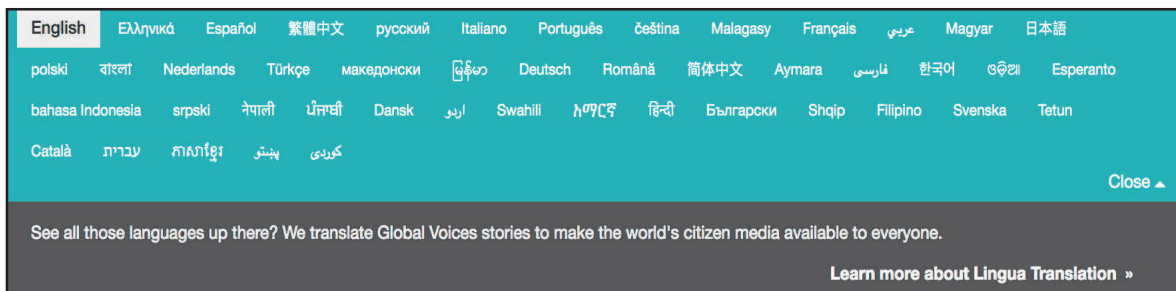 English Ελληνικά Español 繁體中文 русский Italiano Português čeština Malagasy Français عربي Magyar 日本語
polski বাংলা Nederlands Türkçe македонски မြန်မာ Deutsch Română 简体中文 Aymara فارسی 한국어 ଓଡ଼ିଆ Esperanto
bahasa Indonesia srpski नेपाली ਪੰਜਾਬੀ Dansk اردو Swahili አማርኛ हिन्दी Български Shqip Filipino Svenska Tetun
Català עברית ភាសាខ្មែរ پښتو کوردی
Close
See all those languages up there? We translate Global Voices stories to make the world's citizen media available to everyone.
Learn more about Lingua Translation »